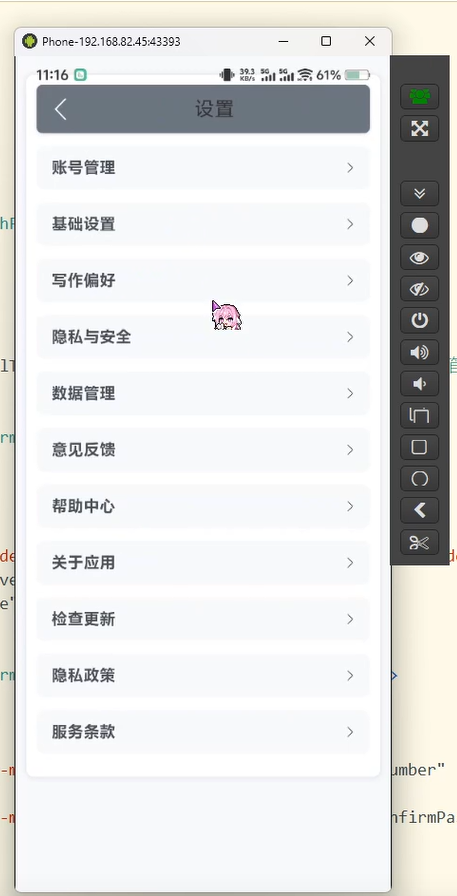 Phone-192.168.82.45:43393
11:16
39.3 KB/s 5G 5G 61%
设置
账号管理
基础设置
写作偏好
隐私与安全
数据管理
意见反馈
帮助中心
关于应用
检查更新
隐私政策
服务条款
umber"
nfirmPa